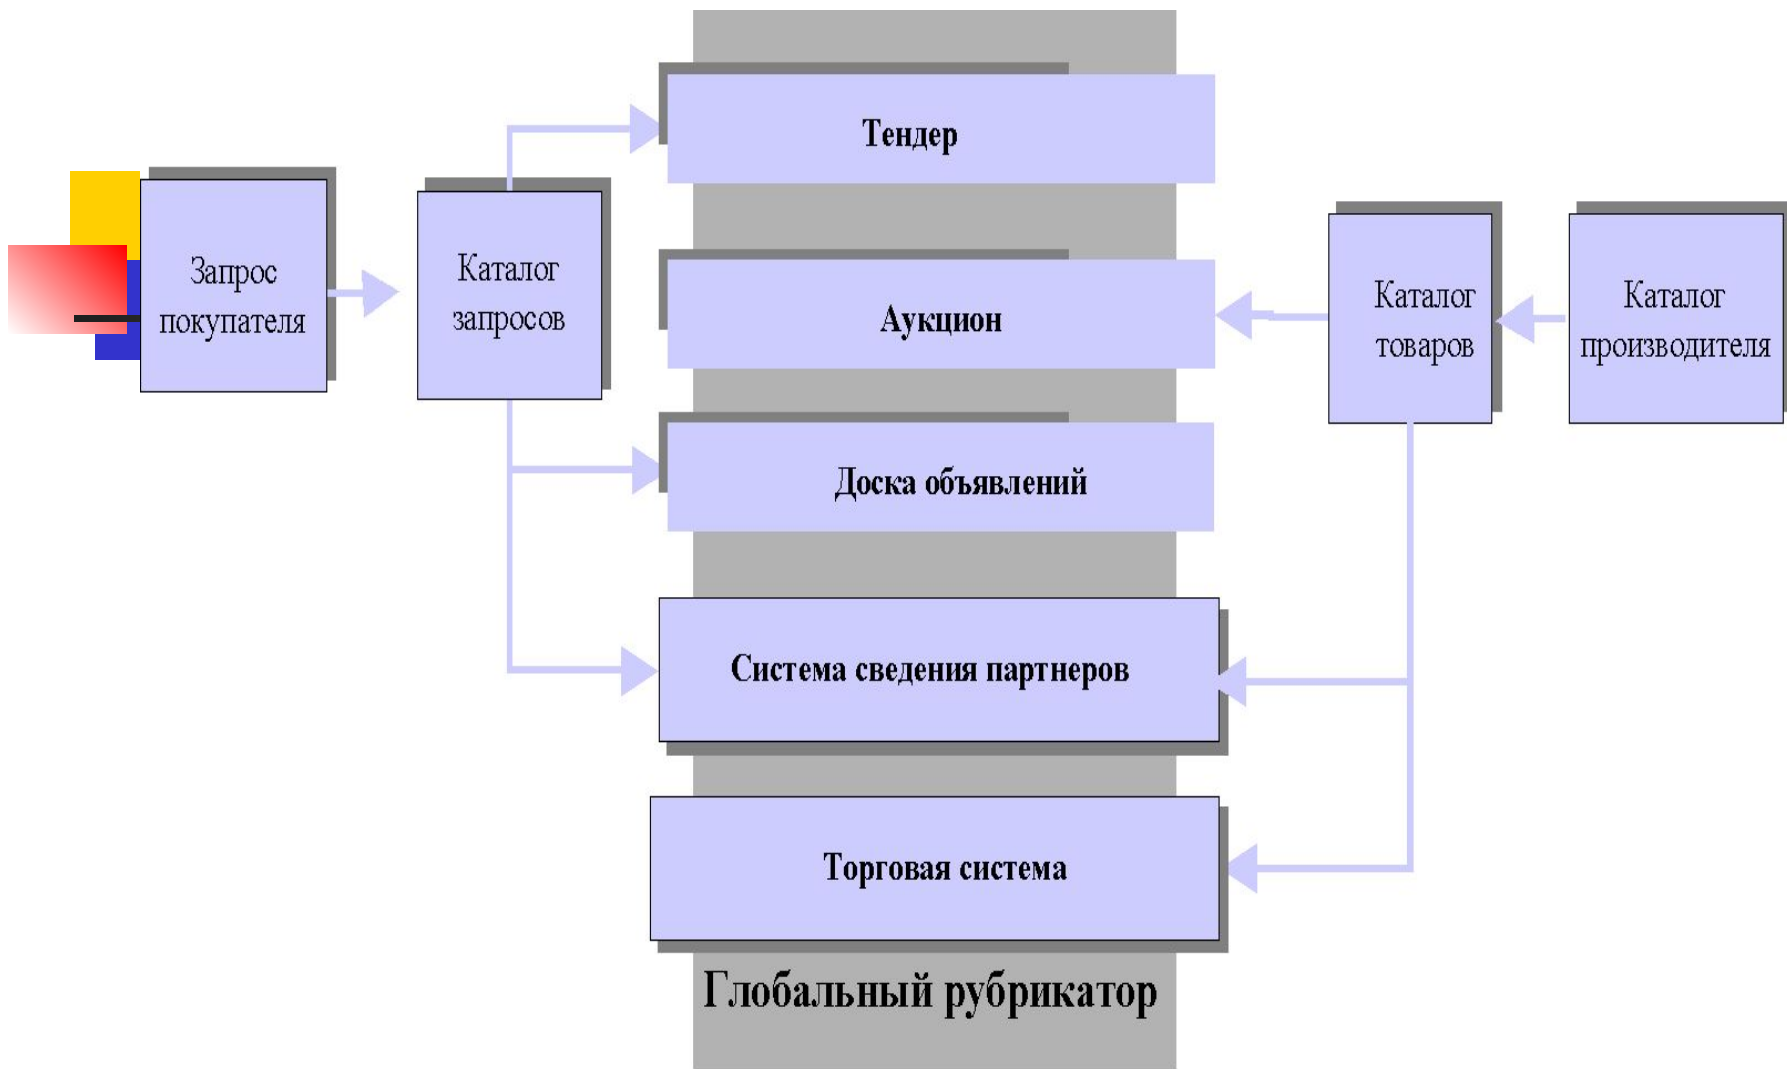 Тендер
Запрос
покупателя
Каталог
запросов
Аукцион
Каталог
товаров
Каталог
производителя
Доска объявлений
Система сведения партнеров
Торговая система
Глобальный рубрикатор